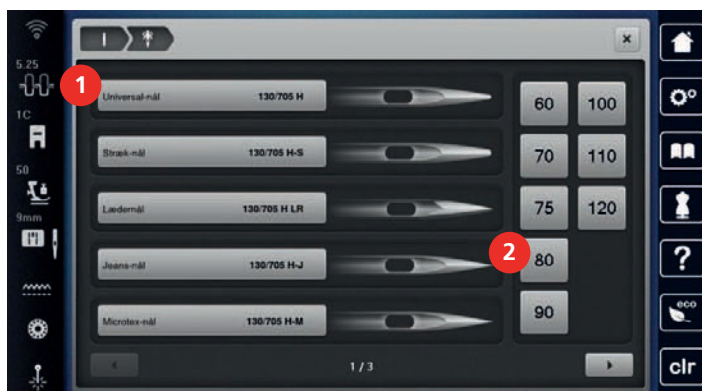 5.25
1C
50
9mm
1
Universal-nål 130/705 H
Stræk-nål 130/705 H-S
Lædernål 130/705 H LR
Jeans-nål 130/705 H-J
Microtex-nål 130/705 H-M
2
60 100
70 110
75 120
80
90
1 / 3
?
eco
clr